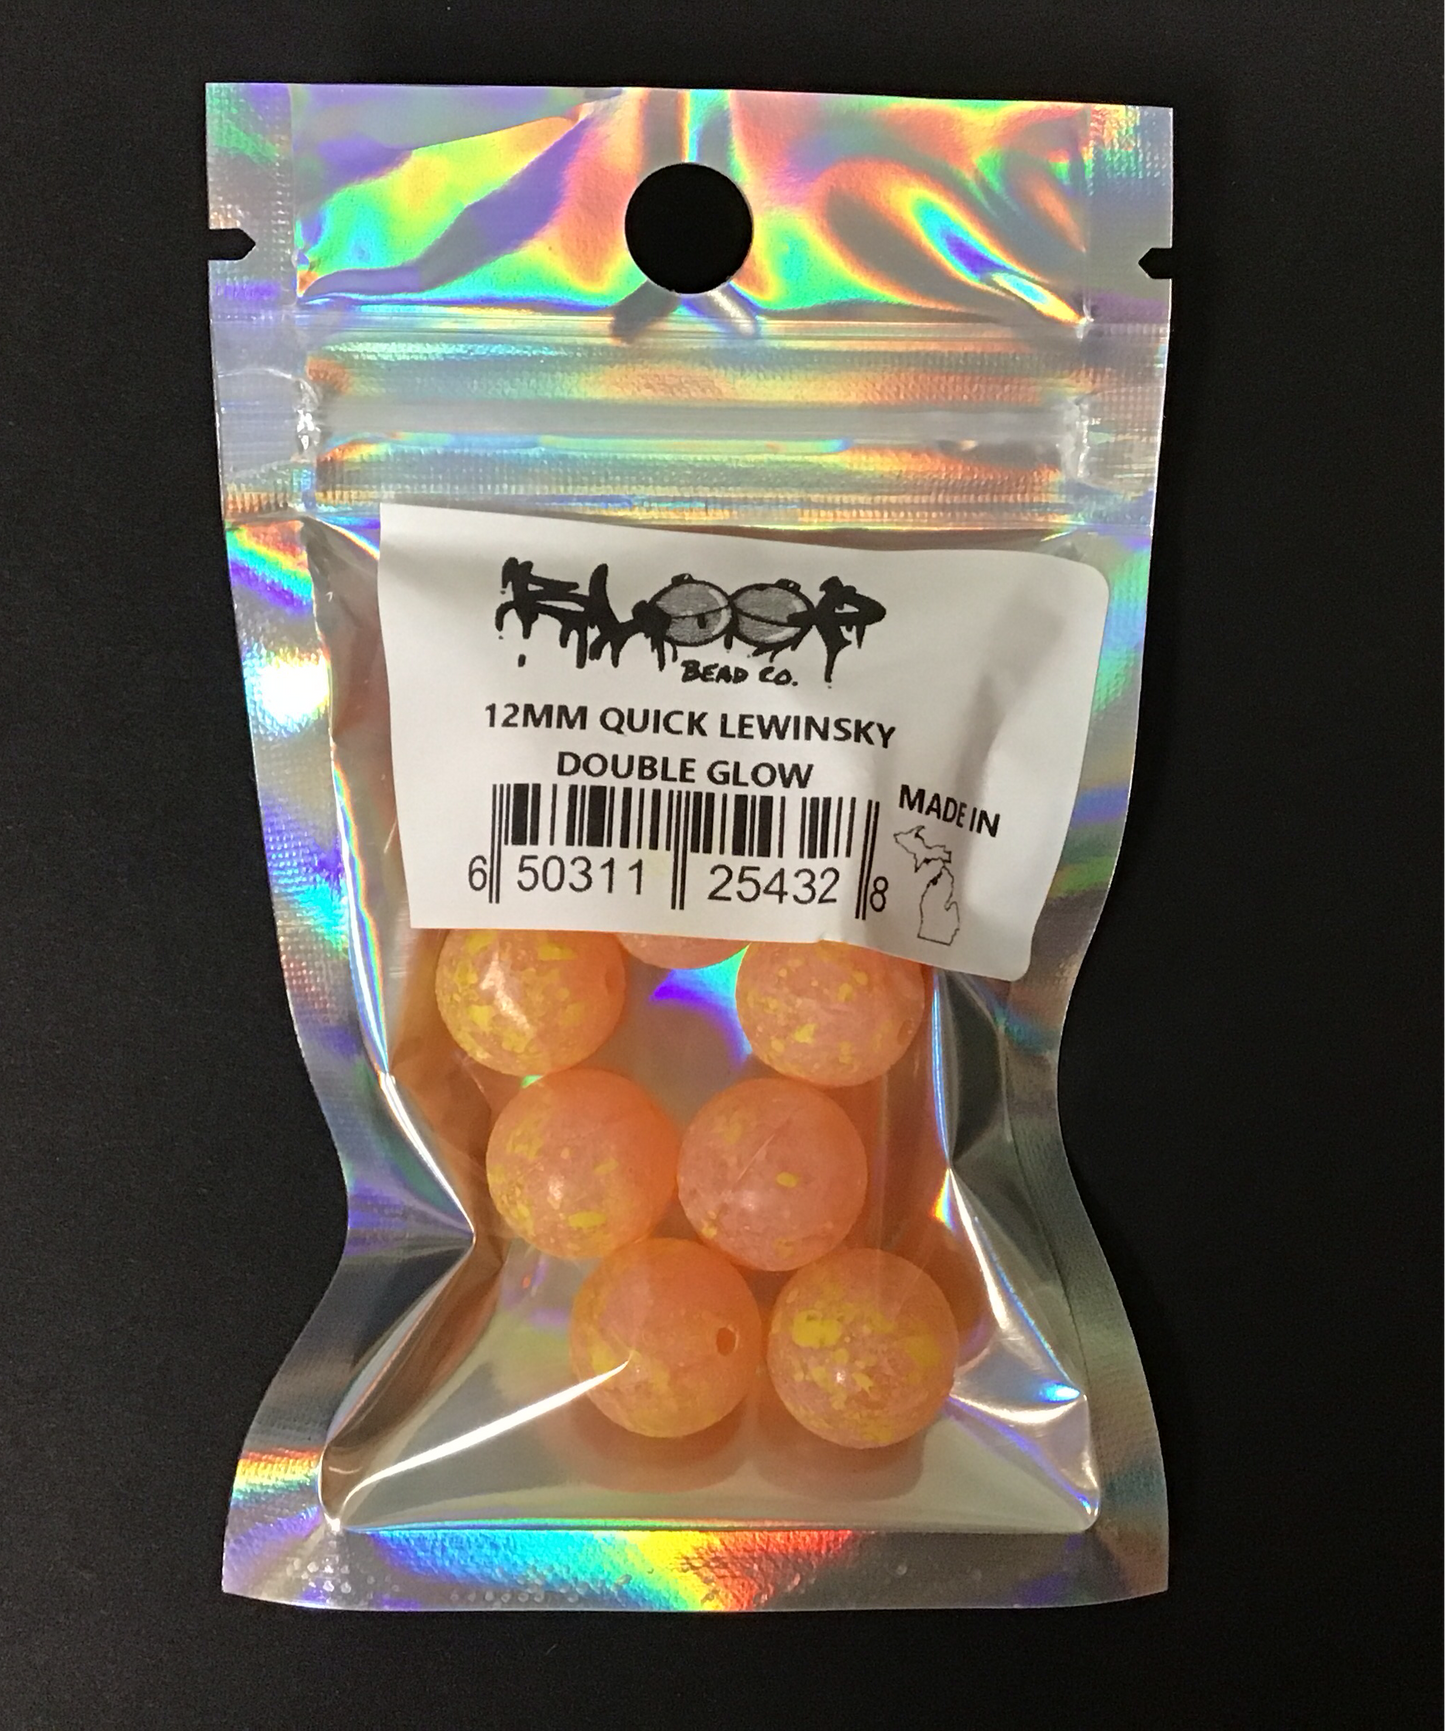 BLOOP
BEAD CO.
12MM QUICK LEWINSKY
DOUBLE GLOW
MADE IN
6 50311 25432 8